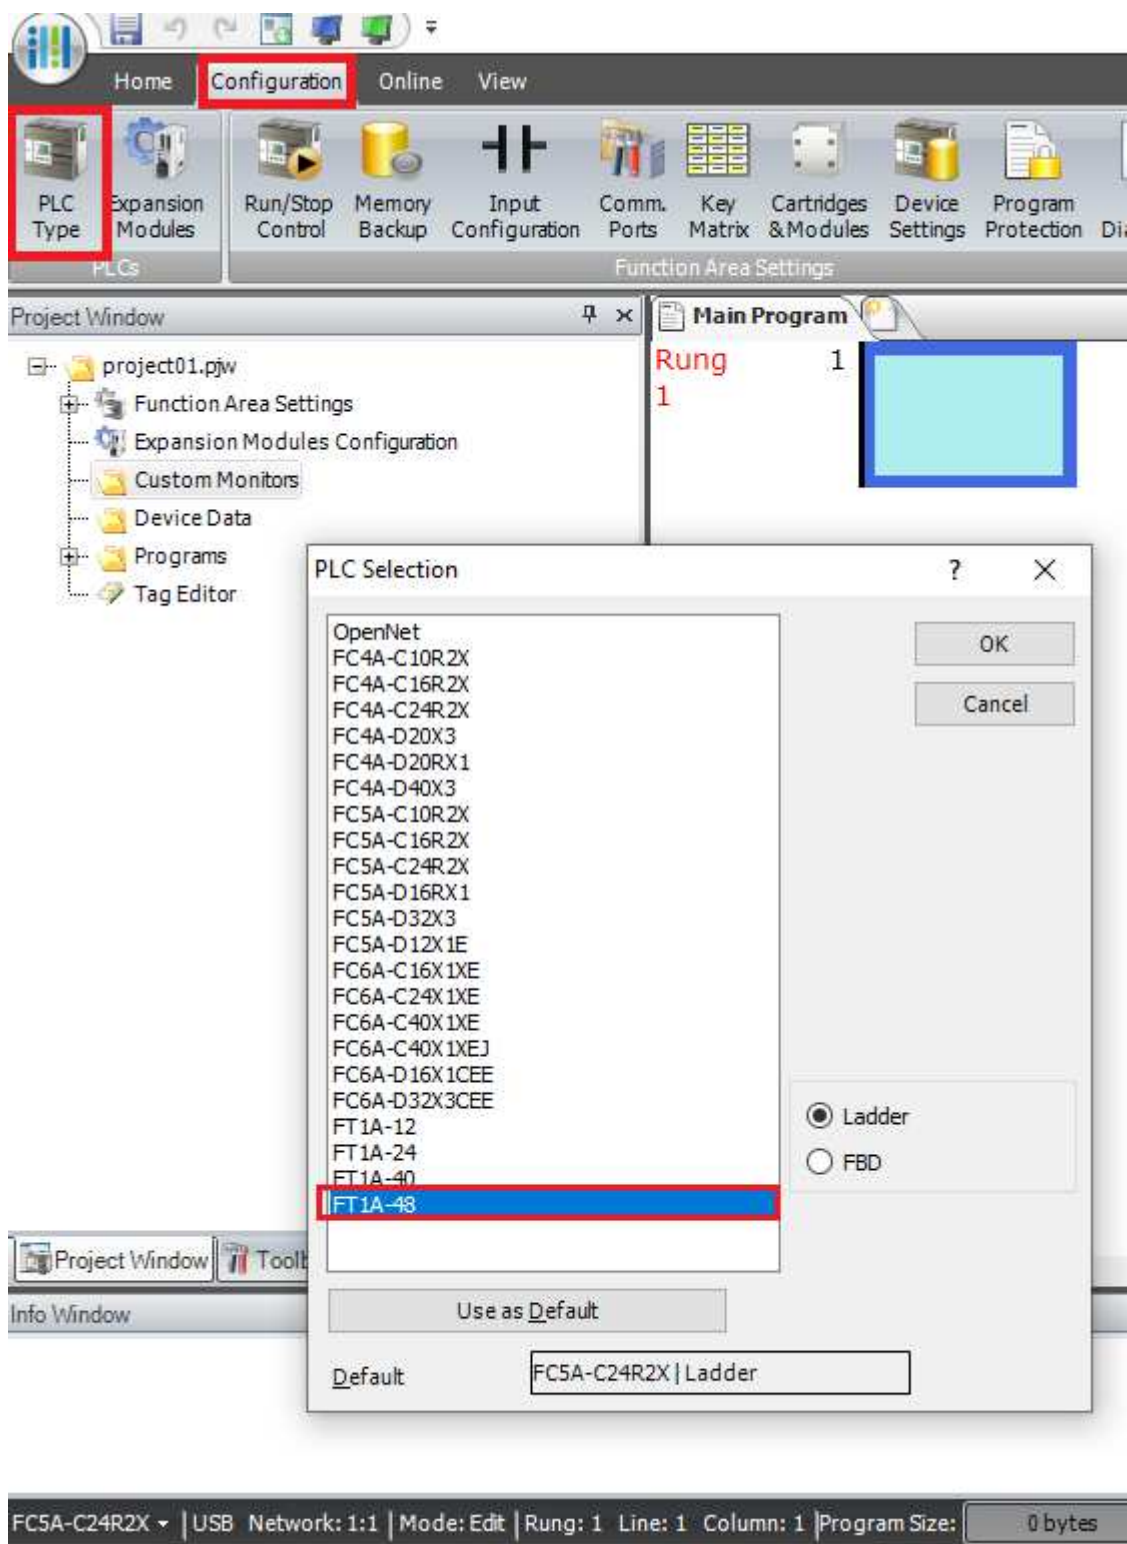 Home Configuration Online View
PLC Type
Expansion Modules
Run/Stop Control
Memory Backup
Input Configuration
Comm. Ports
Key Matrix
Cartridges &Modules
Device Settings
Program Protection
PLCs
Function Area Settings
Project Window
Main Program
Rung 1
1
project01.pjw
Function Area Settings
Expansion Modules Configuration
Custom Monitors
Device Data
Programs
Tag Editor
PLC Selection
?
OpenNet
FC4A-C10R2X
FC4A-C16R2X
FC4A-C24R2X
FC4A-D20X3
FC4A-D20RX1
FC4A-D40X3
FC5A-C10R2X
FC5A-C16R2X
FC5A-C24R2X
FC5A-D16RX1
FC5A-D32X3
FC5A-D12X1E
FC6A-C16X1XE
FC6A-C24X1XE
FC6A-C40X1XE
FC6A-C40X1XEJ
FC6A-D16X1CEE
FC6A-D32X3CEE
FT1A-12
FT1A-24
FT1A-40
FT1A-48
OK
Cancel
Ladder
FBD
Use as Default
Default FC5A-C24R2X|Ladder
Project Window
Info Window
FC5A-C24R2X |USB Network: 1:1 |Mode: Edit |Rung: 1 Line: 1 Column: 1 |Program Size: 0 bytes